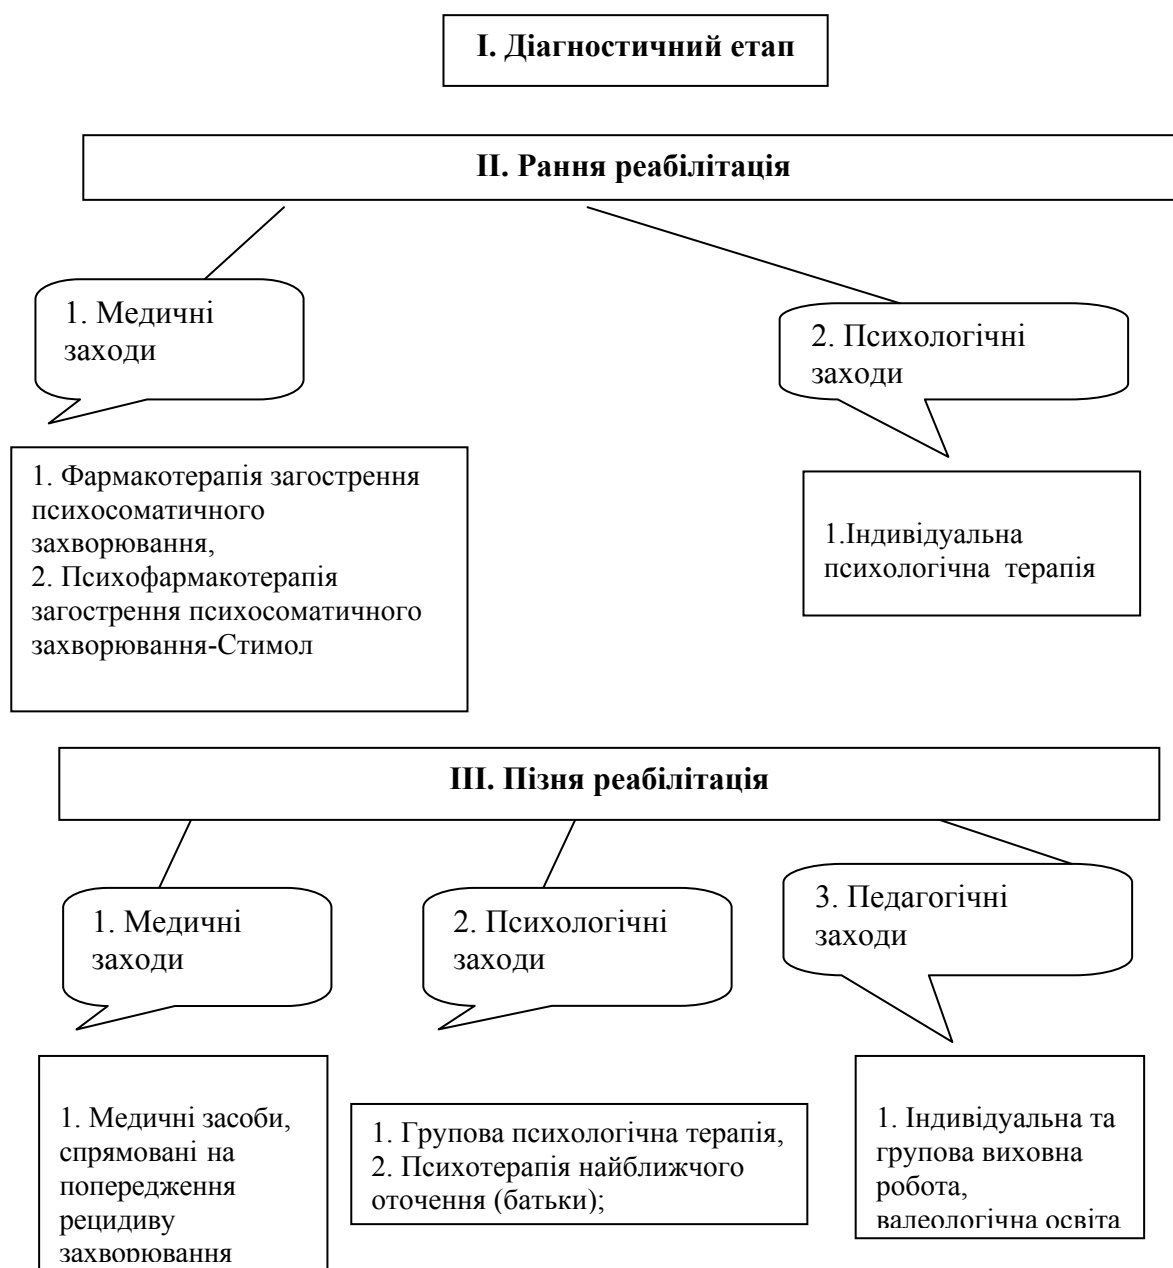 І. Діагностичний етап
ІІ. Рання реабілітація
1. Медичні
заходи
2. Психологічні
заходи
1. Фармакотерапія загострення
психосоматичного
захворювання,
2. Психофармакотерапія
загострення психосоматичного
захворювання-Стимол
1.Індивідуальна
психологічна терапія
ІІІ. Пізня реабілітація
1. Медичні
заходи
2. Психологічні
заходи
3. Педагогічні
заходи
1. Медичні засоби,
спрямовані на
попередження
рецидиву
захворювання
1. Групова психологічна терапія,
2. Психотерапія найближчого
оточення (батьки);
1. Індивідуальна та
групова виховна
робота,
валеологічна освіта